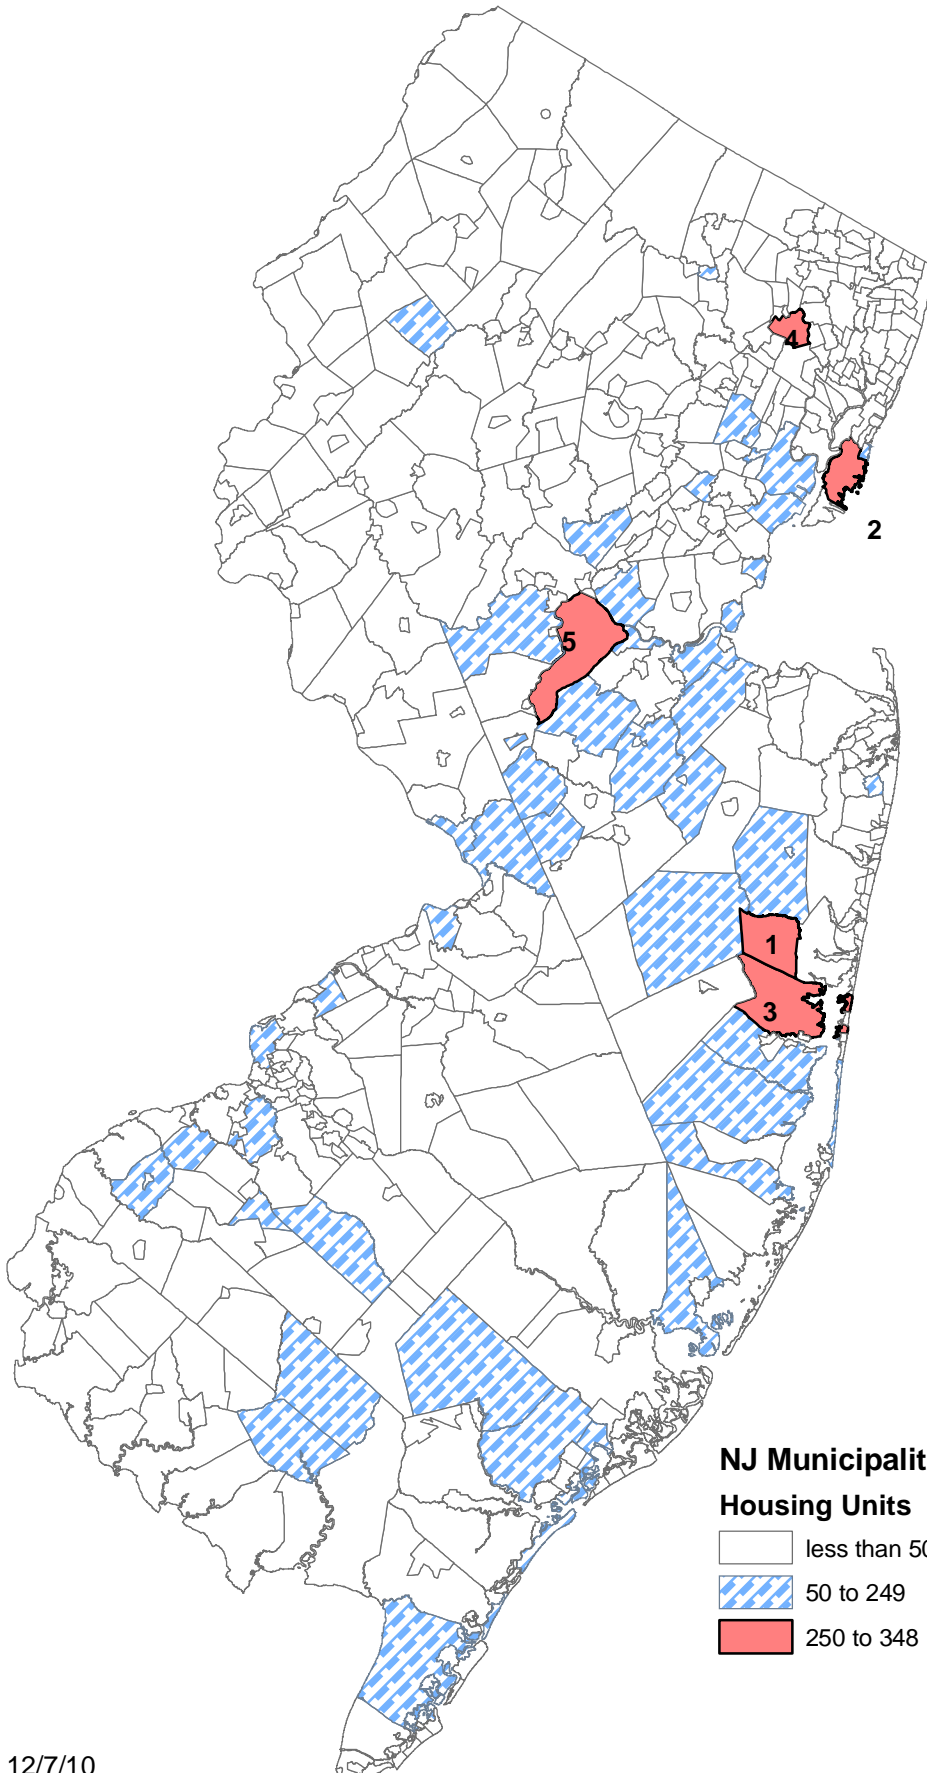 4
2
5
1
3
NJ Municipalit
Housing Units
less than 50
50 to 249
250 to 348
12/7/10